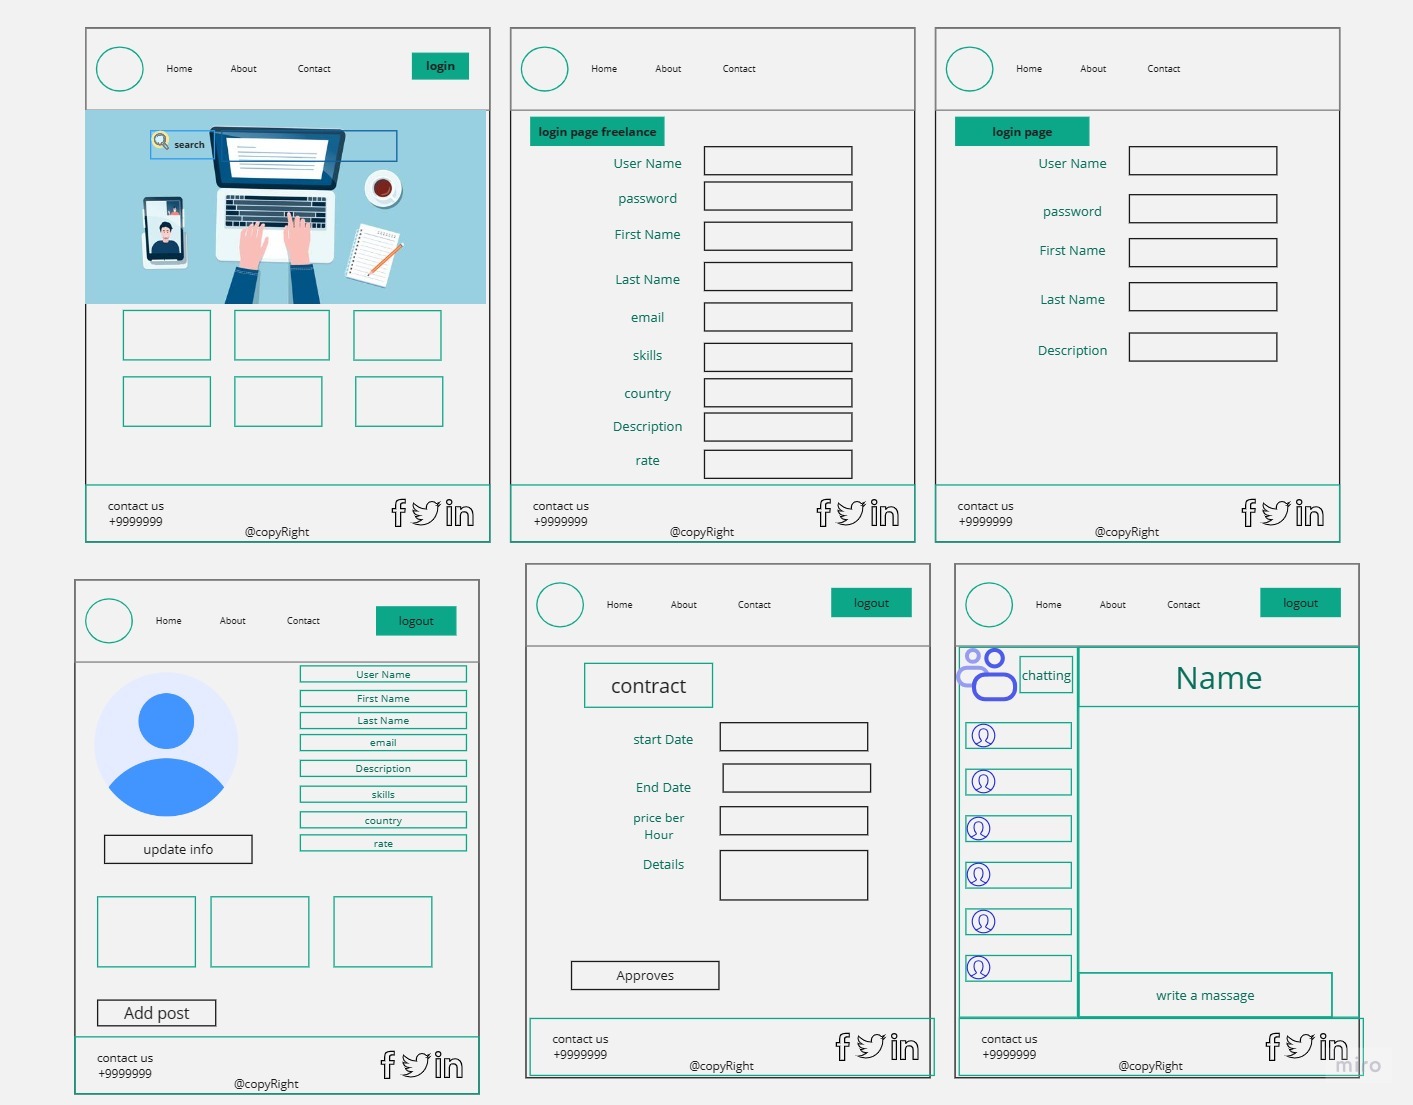 Home About Contact login
search
contact us
+9999999
@copyRight
Home About Contact
login page freelance
User Name
password
First Name
Last Name
email
skills
country
Description
rate
contact us
+9999999
@copyRight
Home About Contact
login page
User Name
password
First Name
Last Name
Description
contact us
+9999999
@copyRight
Home About Contact logout
User Name
First Name
Last Name
email
Description
skills
country
rate
update info
Add post
contact us
+9999999
@copyRight
Home About Contact logout
contract
start Date
End Date
price ber
Hour
Details
Approves
contact us
+9999999
@copyRight
Home About Contact logout
chatting
Name
write a massage
contact us
+9999999
@copyRight
miro